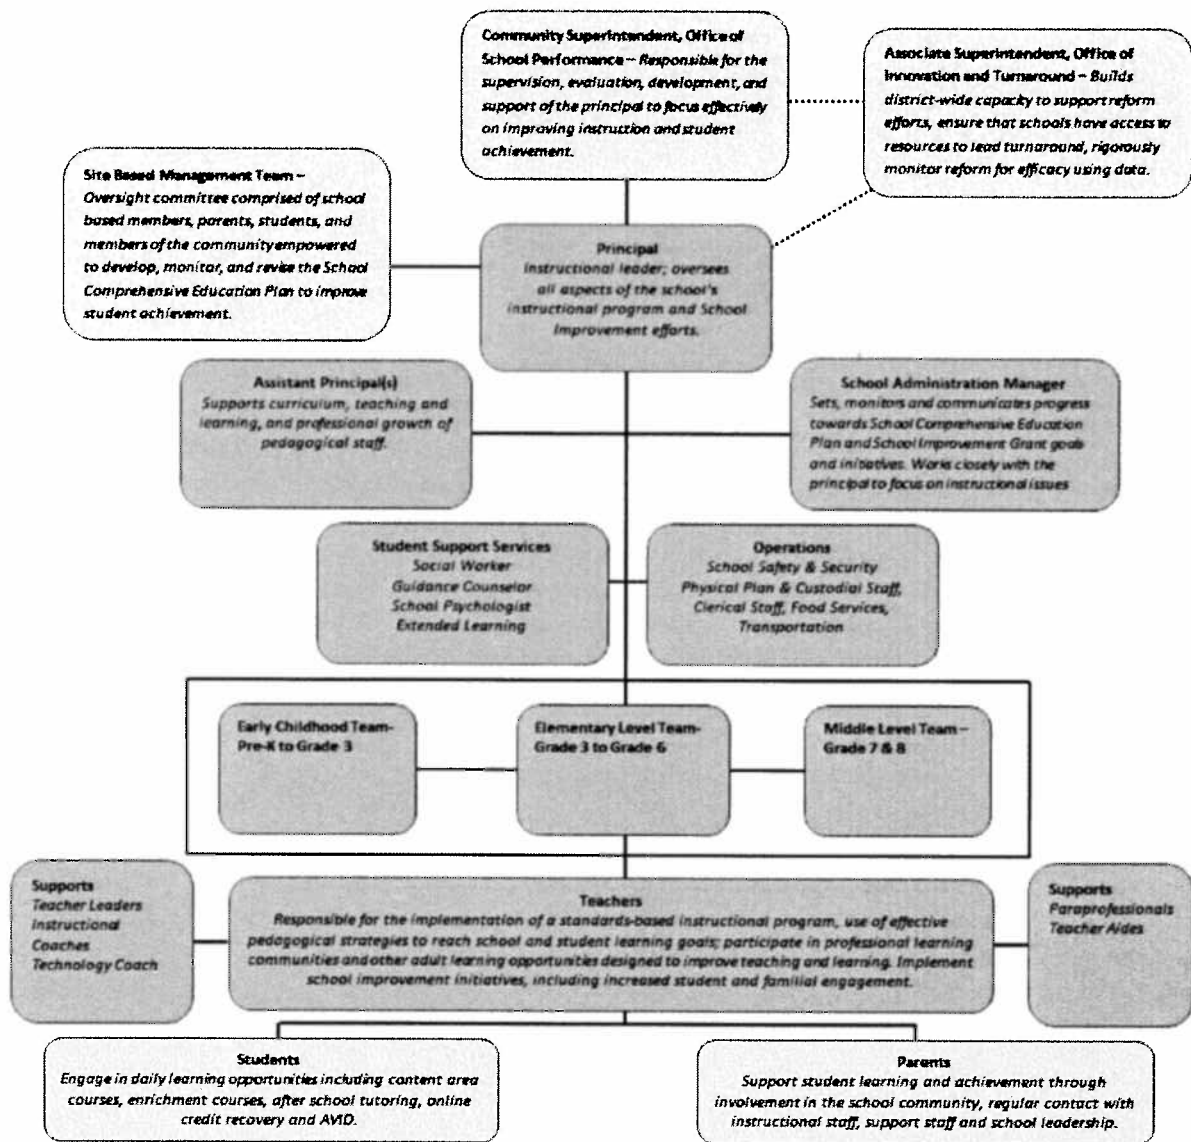 Community Superintendent, Office of
School Performance – Responsible for the
supervision, evaluation, development, and
support of the principal to focus effectively
on improving instruction and student
achievement.
Associate Superintendent, Office of
Innovation and Turnaround – Builds
district-wide capacity to support reform
efforts, ensure that schools have access to
resources to lead turnaround, rigorously
monitor reform for efficacy using data.
Site Based Management Team –
Oversight committee comprised of school
based members, parents, students, and
members of the community empowered
to develop, monitor, and revise the School
Comprehensive Education Plan to improve
student achievement.
Principal
Instructional leader; oversees
all aspects of the school's
instructional program and School
Improvement efforts.
Assistant Principal(s)
Supports curriculum, teaching and
learning, and professional growth of
pedagogical staff.
School Administration Manager
Sets, monitors and communicates progress
towards School Comprehensive Education
Plan and School Improvement Grant goals
and initiatives. Works closely with the
principal to focus on instructional issues
Student Support Services
Social Worker
Guidance Counselor
School Psychologist
Extended Learning
Operations
School Safety & Security
Physical Plan & Custodial Staff,
Clerical Staff, Food Services,
Transportation
Early Childhood Team-
Pre-K to Grade 3
Elementary Level Team-
Grade 3 to Grade 6
Middle Level Team –
Grade 7 & 8
Supports
Teacher Leaders
Instructional
Coaches
Technology Coach
Teachers
Responsible for the implementation of a standards-based instructional program, use of effective
pedagogical strategies to reach school and student learning goals; participate in professional learning
communities and other adult learning opportunities designed to improve teaching and learning. Implement
school improvement initiatives, including increased student and familial engagement.
Supports
Paraprofessionals
Teacher Aides
Students
Engage in daily learning opportunities including content area
courses, enrichment courses, after school tutoring, online
credit recovery and AVID.
Parents
Support student learning and achievement through
involvement in the school community, regular contact with
instructional staff, support staff and school leadership.